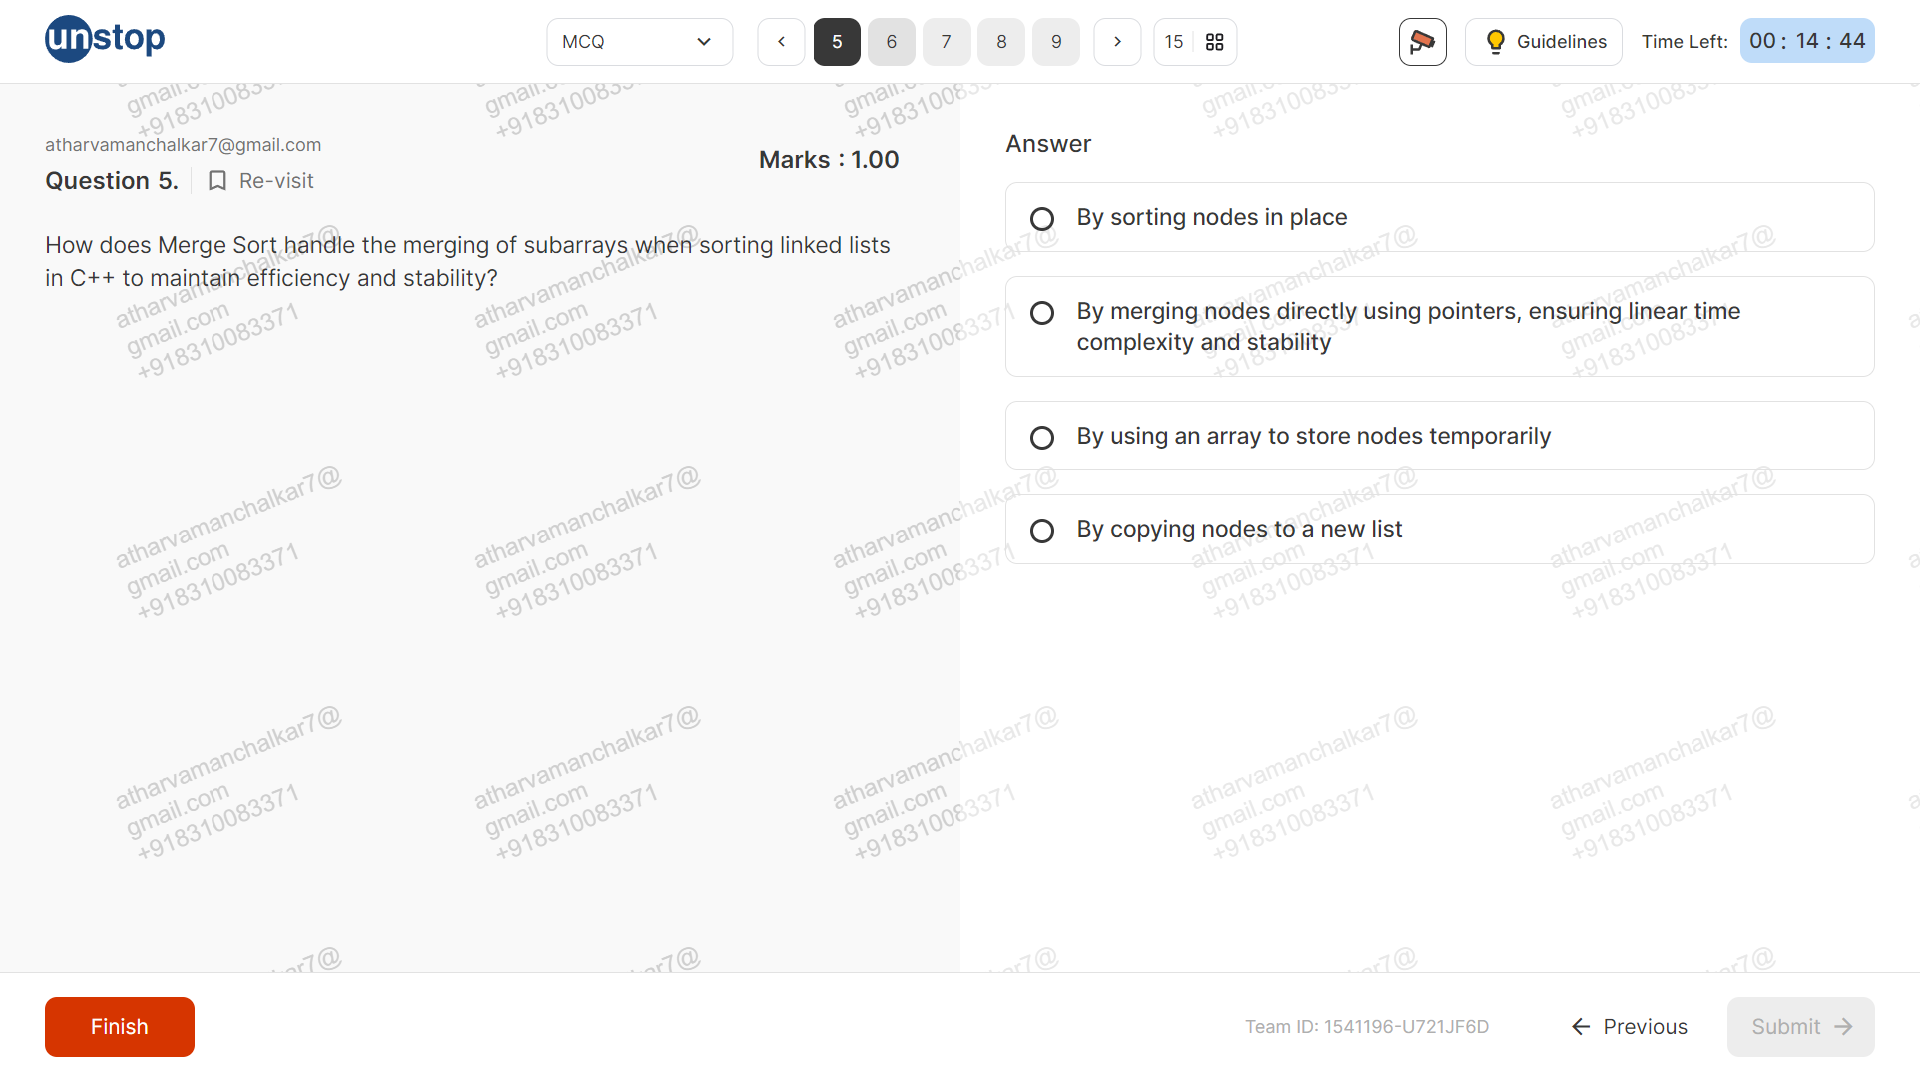 unstop
MCQ
5
6
7
8
9
15
Guidelines
Time Left:
00 : 14 : 44
atharvamanchalkar7@gmail.com
Question 5.
Re-visit
Marks : 1.00
How does Merge Sort handle the merging of subarrays when sorting linked lists
in C++ to maintain efficiency and stability?
Answer
By sorting nodes in place
By merging nodes directly using pointers, ensuring linear time
complexity and stability
By using an array to store nodes temporarily
By copying nodes to a new list
atharvamanchalkar7@
gmail.com
+918310083371
Finish
Team ID: 1541196-U721JF6D
Previous
Submit